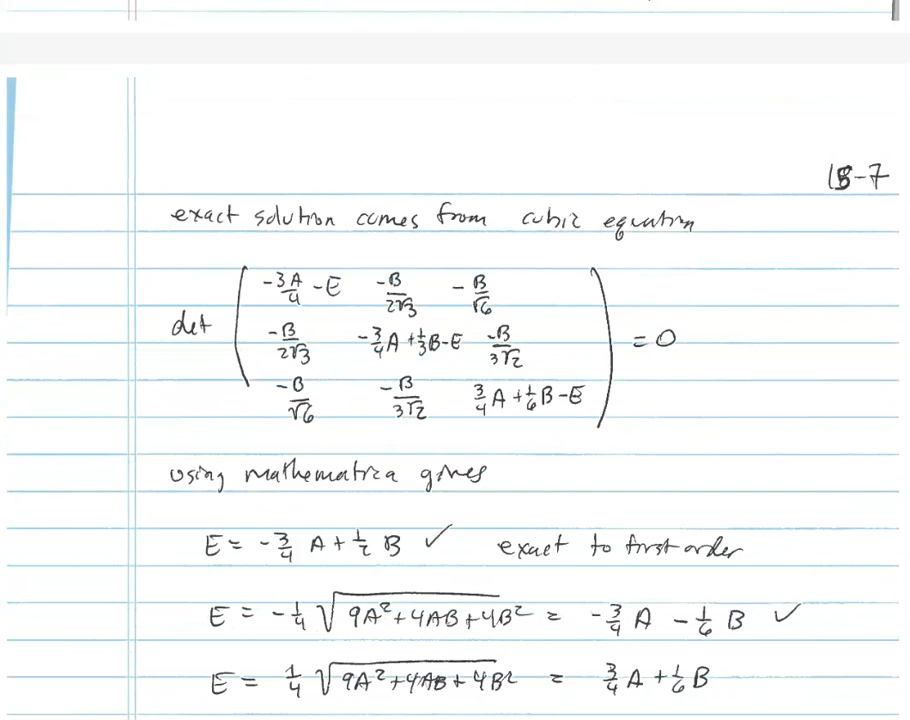 18-7
exact solution comes from cubic equation
det ( -3A/4 - E   -B/2√3   -B/√6
-B/2√3   -3/4 A + 1/3 B - E   -B/3√2
-B/√6   -B/3√2   3/4 A + 1/6 B - E ) = 0
using mathematica gives
E = -3/4 A + 1/2 B ✓ exact to first order
E = -1/4 √(9A² + 4AB + 4B²) = -3/4 A - 1/6 B ✓
E = 1/4 √(9A² + 4AB + 4B²) = 3/4 A + 1/6 B